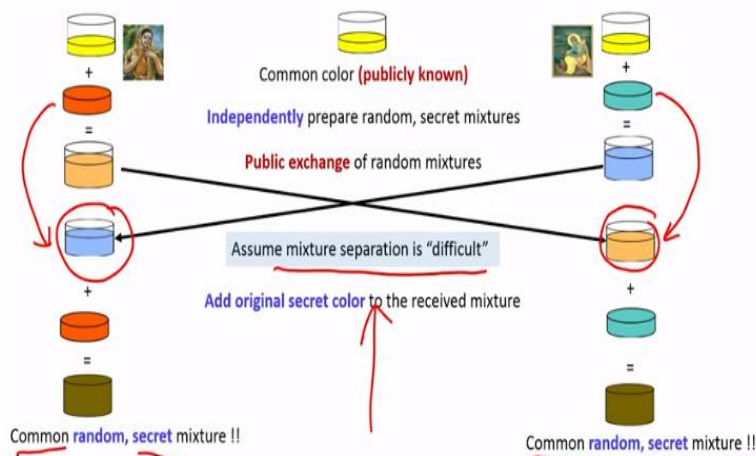 +
+
Common color (publicly known)
Independently prepare random, secret mixtures
=
=
Public exchange of random mixtures
Assume mixture separation is “difficult”
+
+
Add original secret color to the received mixture
=
=
Common random, secret mixture !!
Common random, secret mixture !!